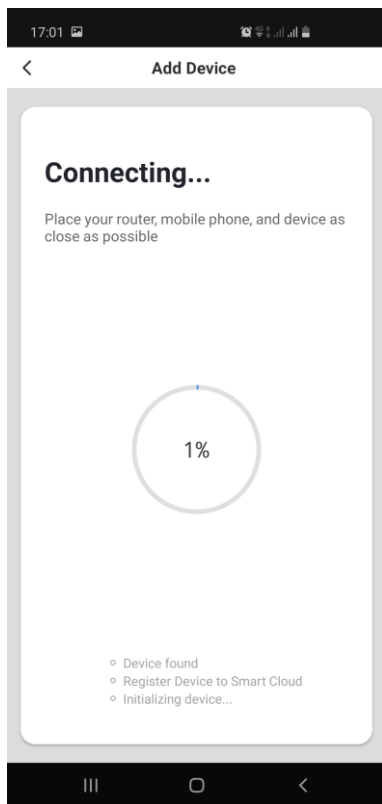 17:01
Add Device
Connecting...
Place your router, mobile phone, and device as
close as possible
1%
Device found
Register Device to Smart Cloud
Initializing device...